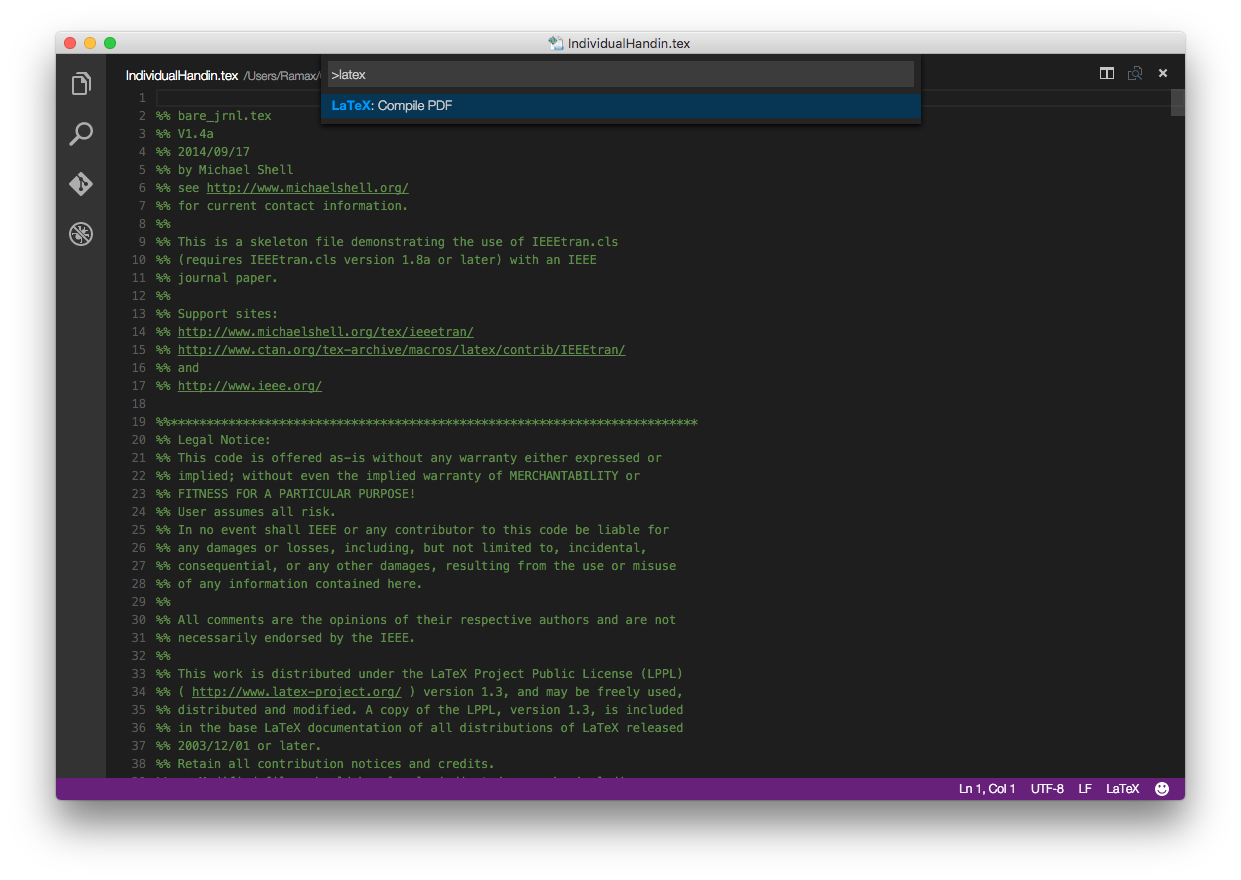 IndividualHandin.tex
IndividualHandin.tex /Users/Ramax/
>latex
LaTeX: Compile PDF
1
2 %% bare_jrnl.tex
3 %% V1.4a
4 %% 2014/09/17
5 %% by Michael Shell
6 %% see http://www.michaelshell.org/
7 %% for current contact information.
8 %%
9 %% This is a skeleton file demonstrating the use of IEEEtran.cls
10 %% (requires IEEEtran.cls version 1.8a or later) with an IEEE
11 %% journal paper.
12 %%
13 %% Support sites:
14 %% http://www.michaelshell.org/tex/ieeetran/
15 %% http://www.ctan.org/tex-archive/macros/latex/contrib/IEEEtran/
16 %% and
17 %% http://www.ieee.org/
18
19 %%*************************************************************************
20 %% Legal Notice:
21 %% This code is offered as-is without any warranty either expressed or
22 %% implied; without even the implied warranty of MERCHANTABILITY or
23 %% FITNESS FOR A PARTICULAR PURPOSE!
24 %% User assumes all risk.
25 %% In no event shall IEEE or any contributor to this code be liable for
26 %% any damages or losses, including, but not limited to, incidental,
27 %% consequential, or any other damages, resulting from the use or misuse
28 %% of any information contained here.
29 %%
30 %% All comments are the opinions of their respective authors and are not
31 %% necessarily endorsed by the IEEE.
32 %%
33 %% This work is distributed under the LaTeX Project Public License (LPPL)
34 %% ( http://www.latex-project.org/ ) version 1.3, and may be freely used,
35 %% distributed and modified. A copy of the LPPL, version 1.3, is included
36 %% in the base LaTeX documentation of all distributions of LaTeX released
37 %% 2003/12/01 or later.
38 %% Retain all contribution notices and credits.
Ln 1, Col 1 UTF-8 LF LaTeX